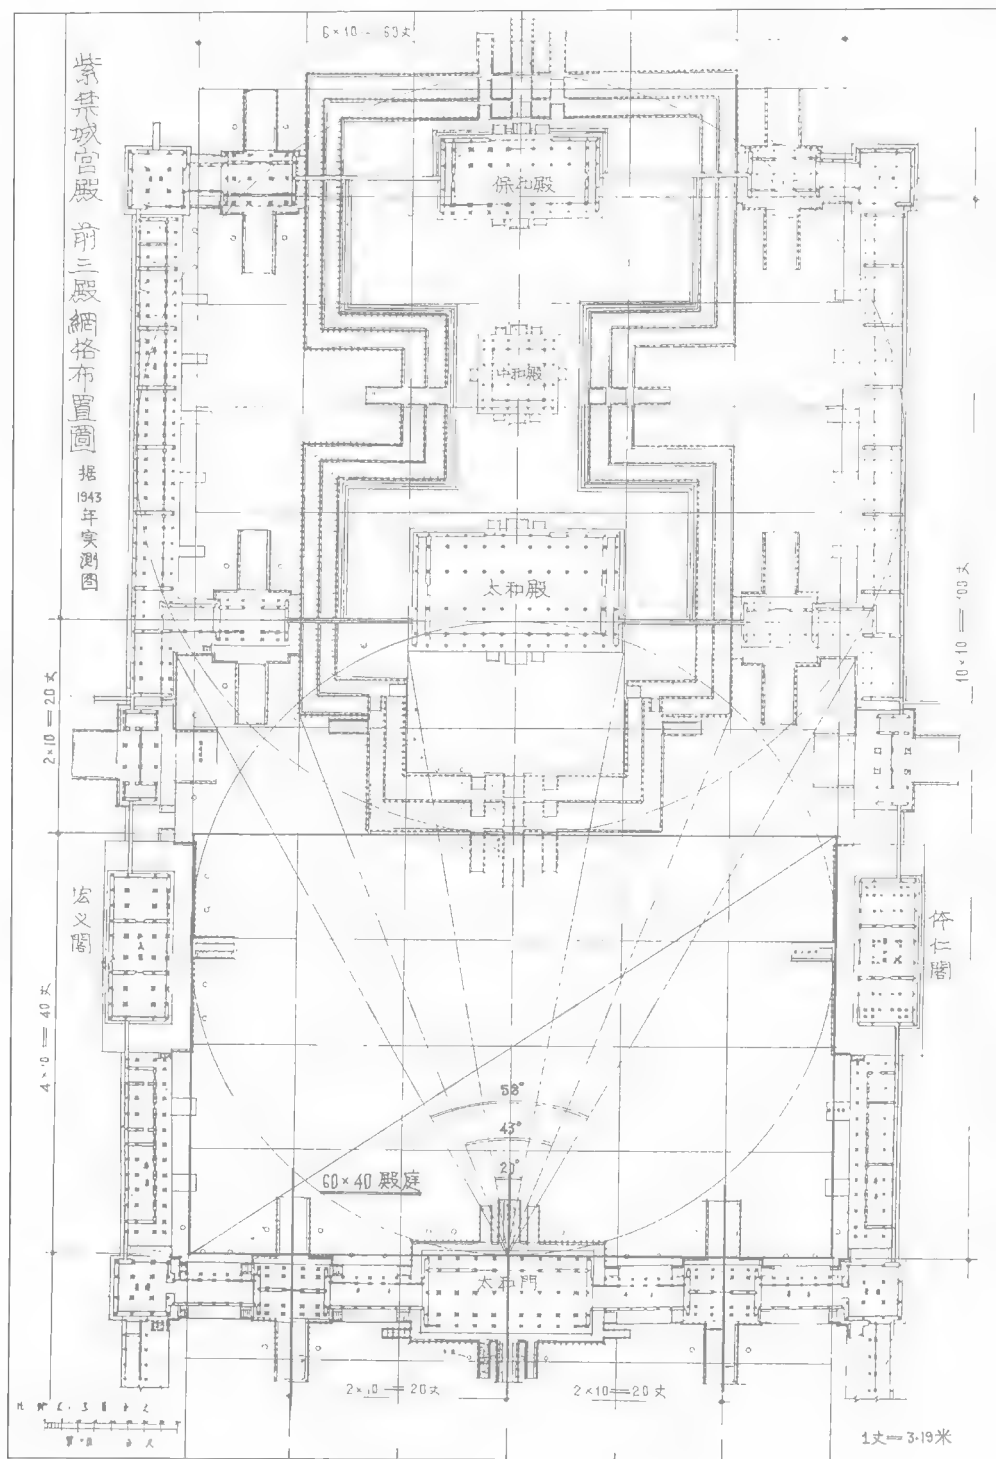 紫禁城宫殿 前三殿網格布置圖
据
1943
年
实
测
图
6×10-60丈
保和殿
中和殿
太和殿
10×10=100丈
2×10=20丈
宏义閣
体仁閣
4×10=40丈
58°
43°
20°
60×40 殿庭
太和門
2×10=20丈
2×10=20丈
1丈=3.19米